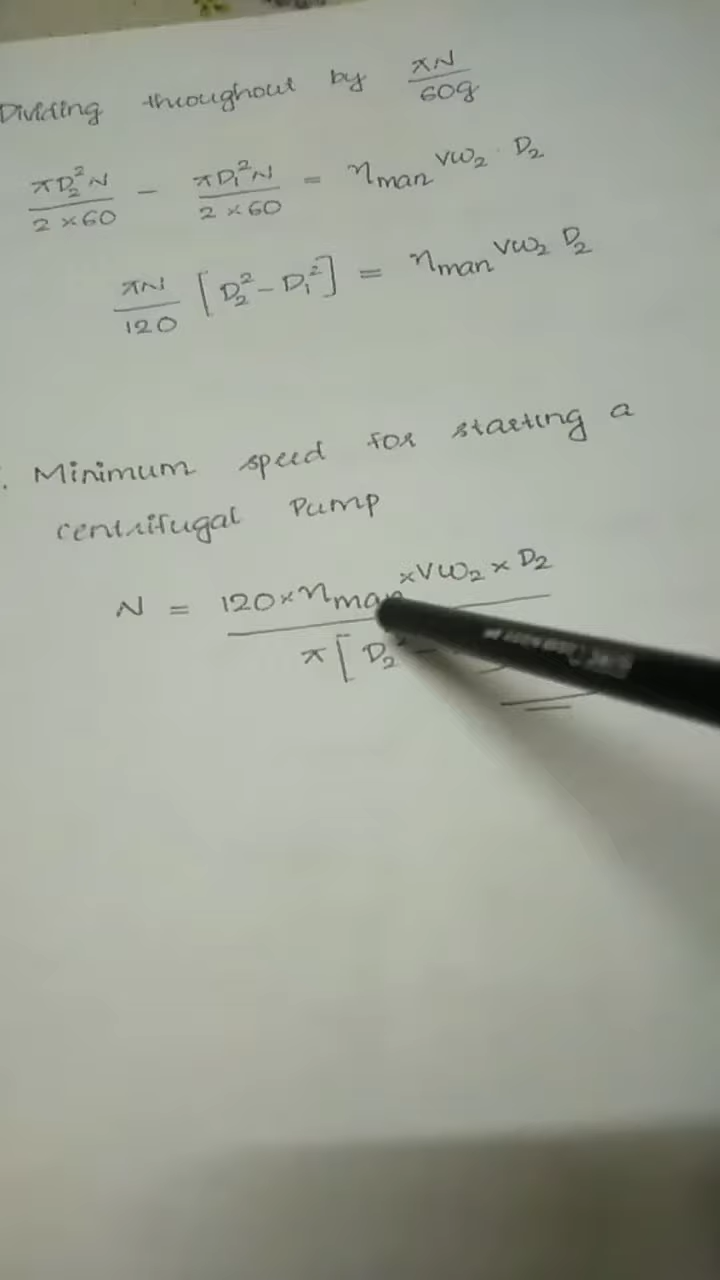 Dividing throughout by πN/60g
πD₂²N/2×60 − πD₁²N/2×60 = ηman Vw₂ · D₂
πN/120 [D₂² − D₁²] = ηman Vw₂ D₂
. Minimum speed for starting a
centrifugal Pump
N = 120×ηman×Vw₂×D₂
π[D₂² −